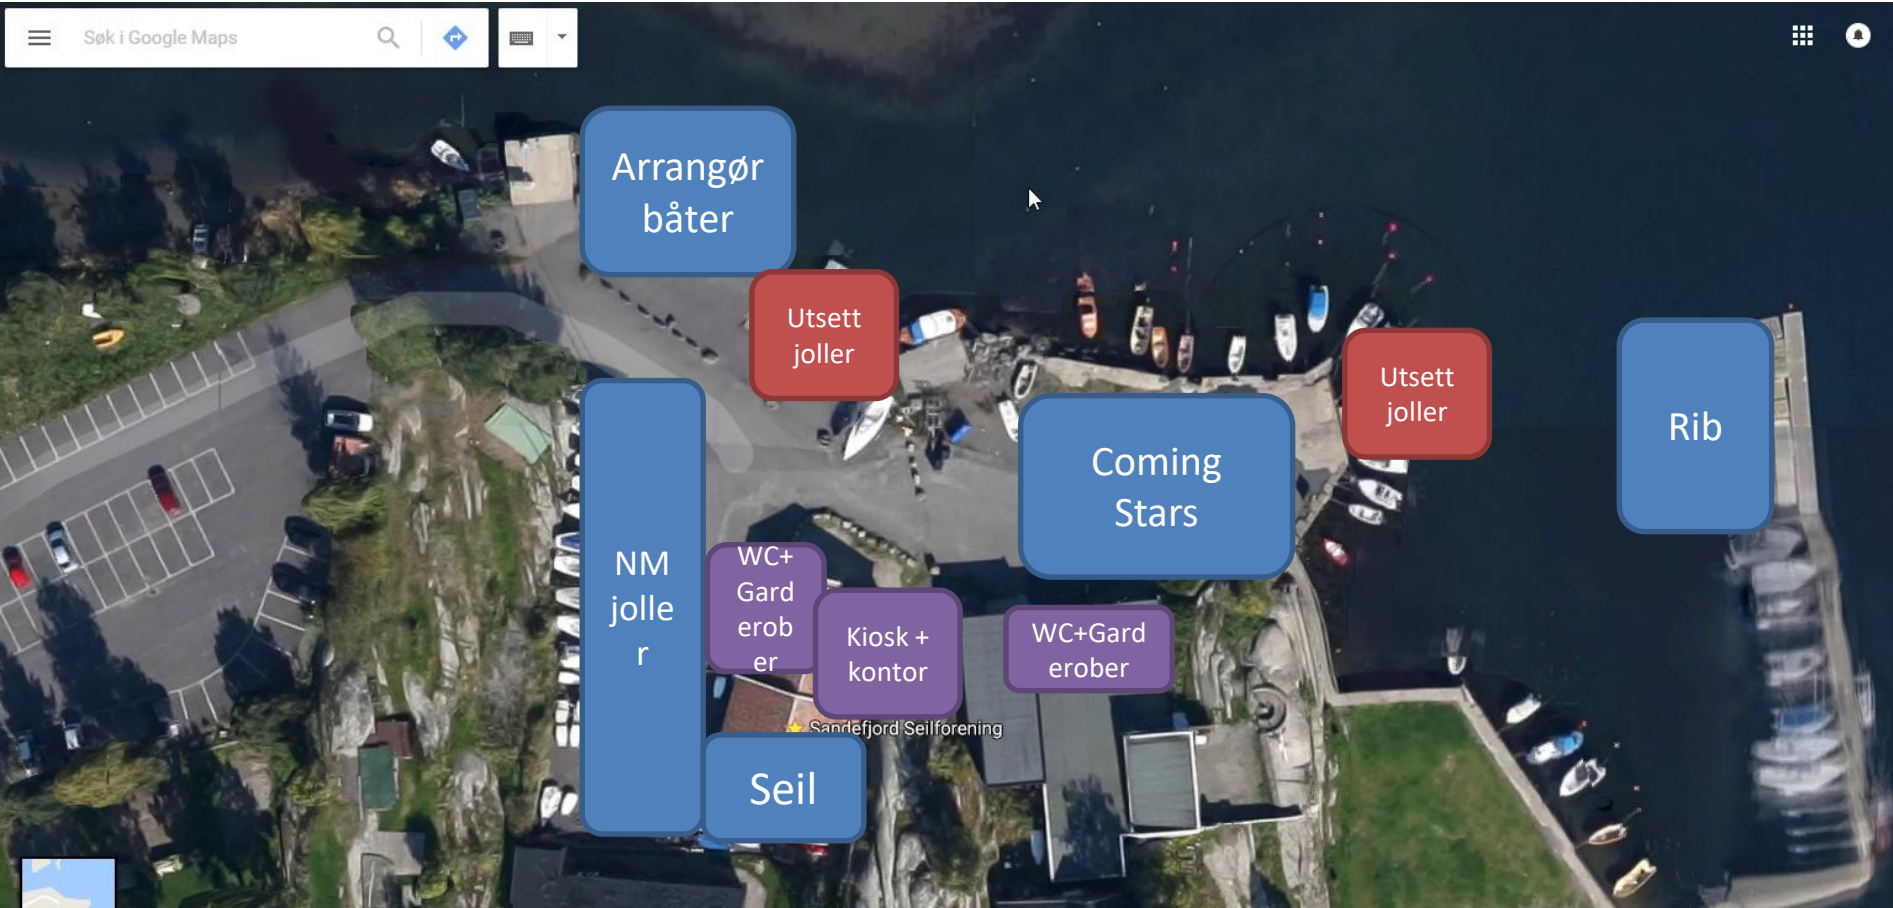 Søk i Google Maps
Arrangør
båter
Utsett
joller
Utsett
joller
Rib
Coming
Stars
NM
jolle
r
WC+
Gard
erob
er
Kiosk +
kontor
WC+Gard
erober
Sandefjord Seilforening
Seil